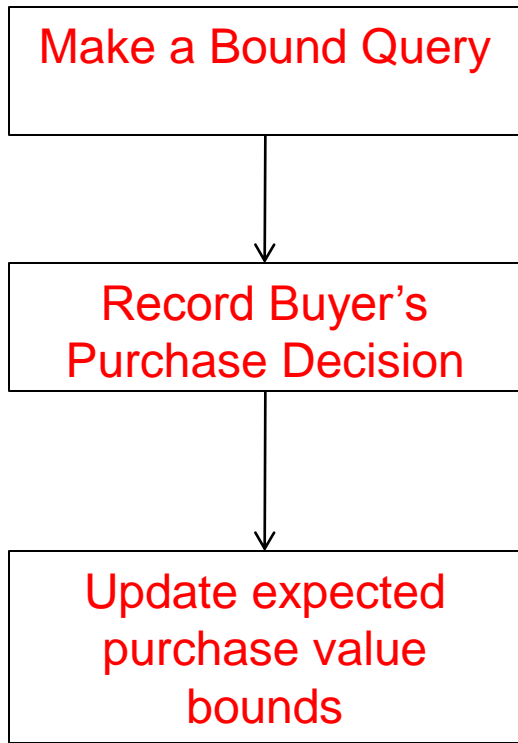 Make a Bound Query
Record Buyer’s
Purchase Decision
Update expected
purchase value
bounds